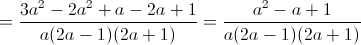 = \frac{3a^2 - 2a^2 + a - 2a + 1}{a(2a - 1)(2a + 1)} = \frac{a^2 - a + 1}{a(2a - 1)(2a + 1)}